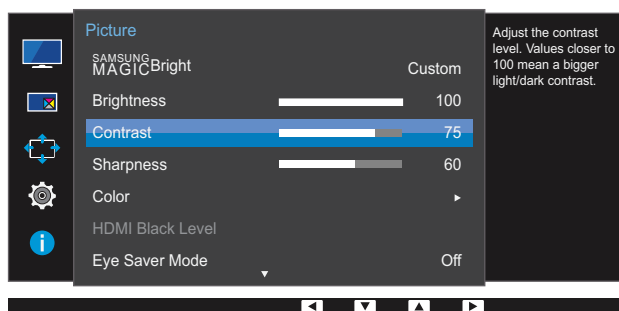 Picture
SAMSUNG
MAGICBright Custom
Brightness 100
Contrast 75
Sharpness 60
Color
HDMI Black Level
Eye Saver Mode Off
Adjust the contrast
level. Values closer to
100 mean a bigger
light/dark contrast.